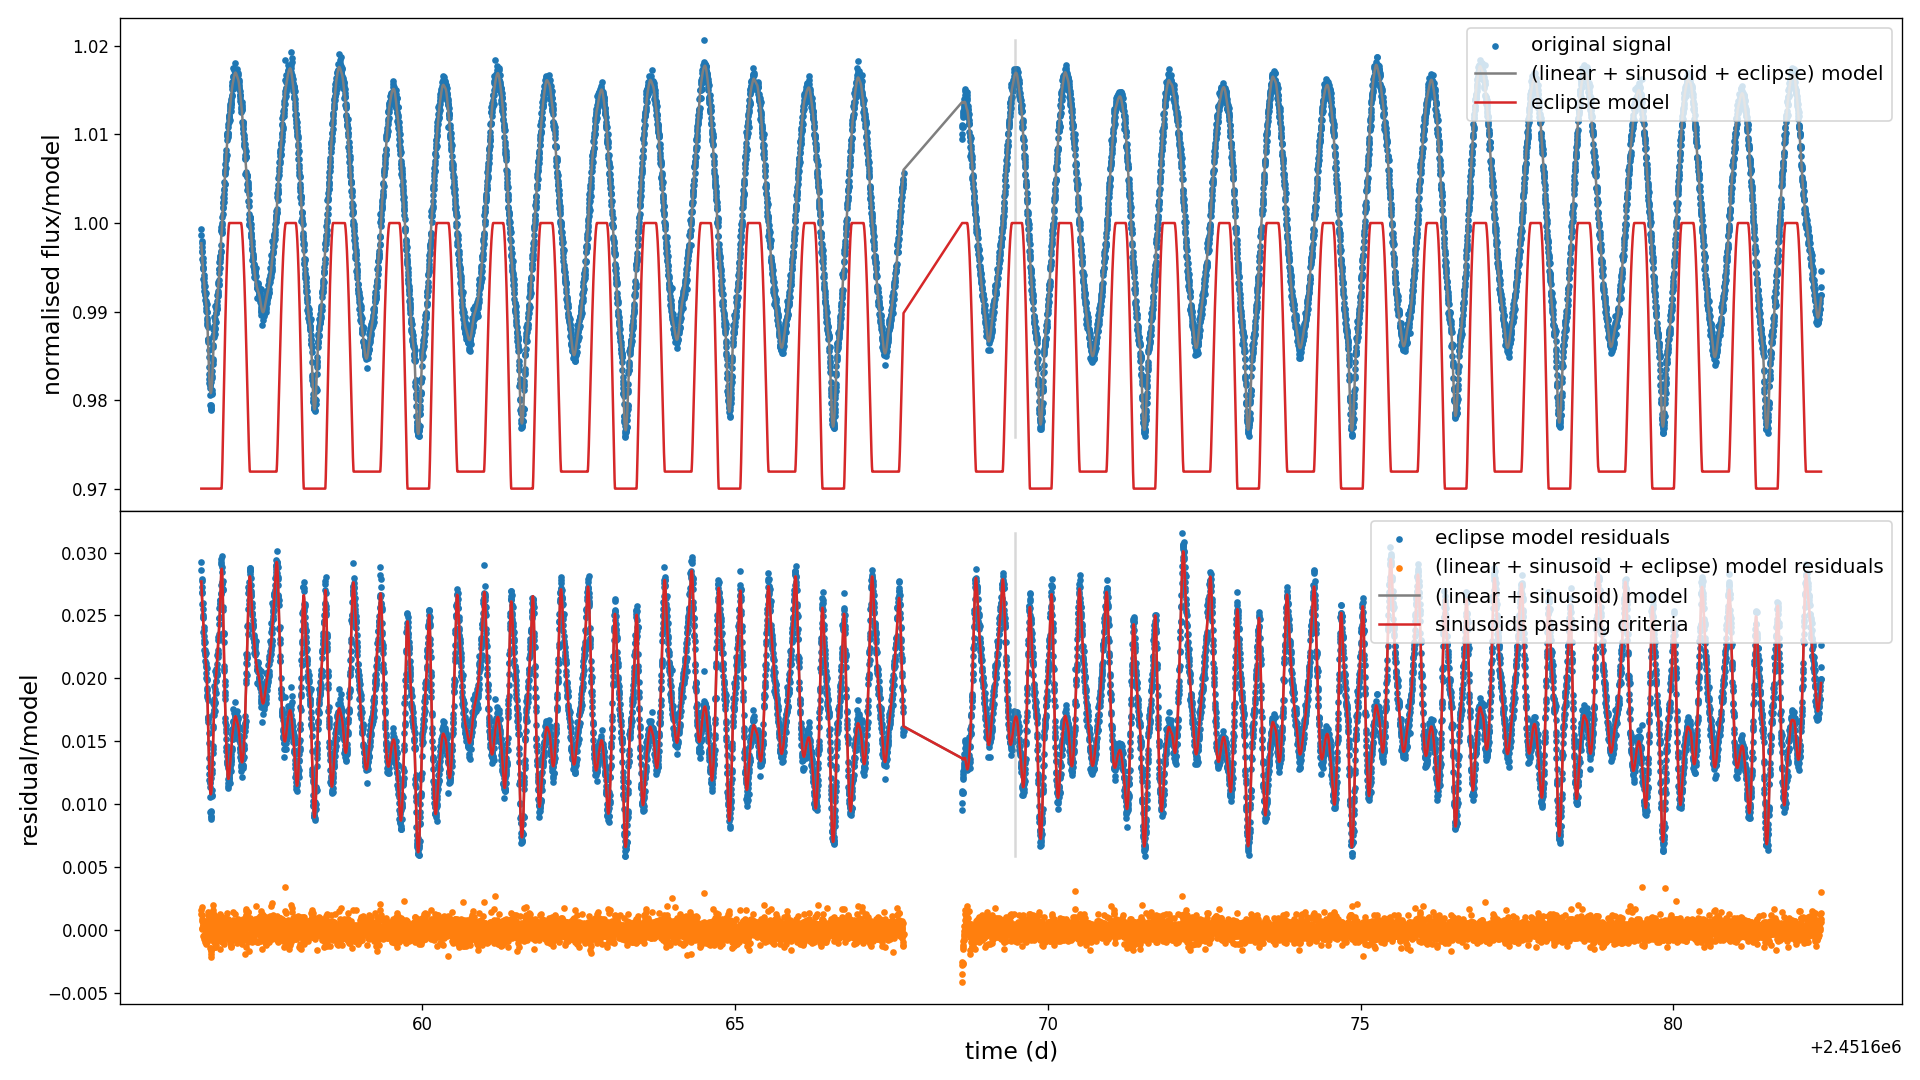 normalised flux/model
1.02
1.01
1.00
0.99
0.98
0.97
original signal
(linear + sinusoid + eclipse) model
eclipse model
residual/model
0.030
0.025
0.020
0.015
0.010
0.005
0.000
−0.005
eclipse model residuals
(linear + sinusoid + eclipse) model residuals
(linear + sinusoid) model
sinusoids passing criteria
60
65
70
75
80
time (d)
+2.4516e6